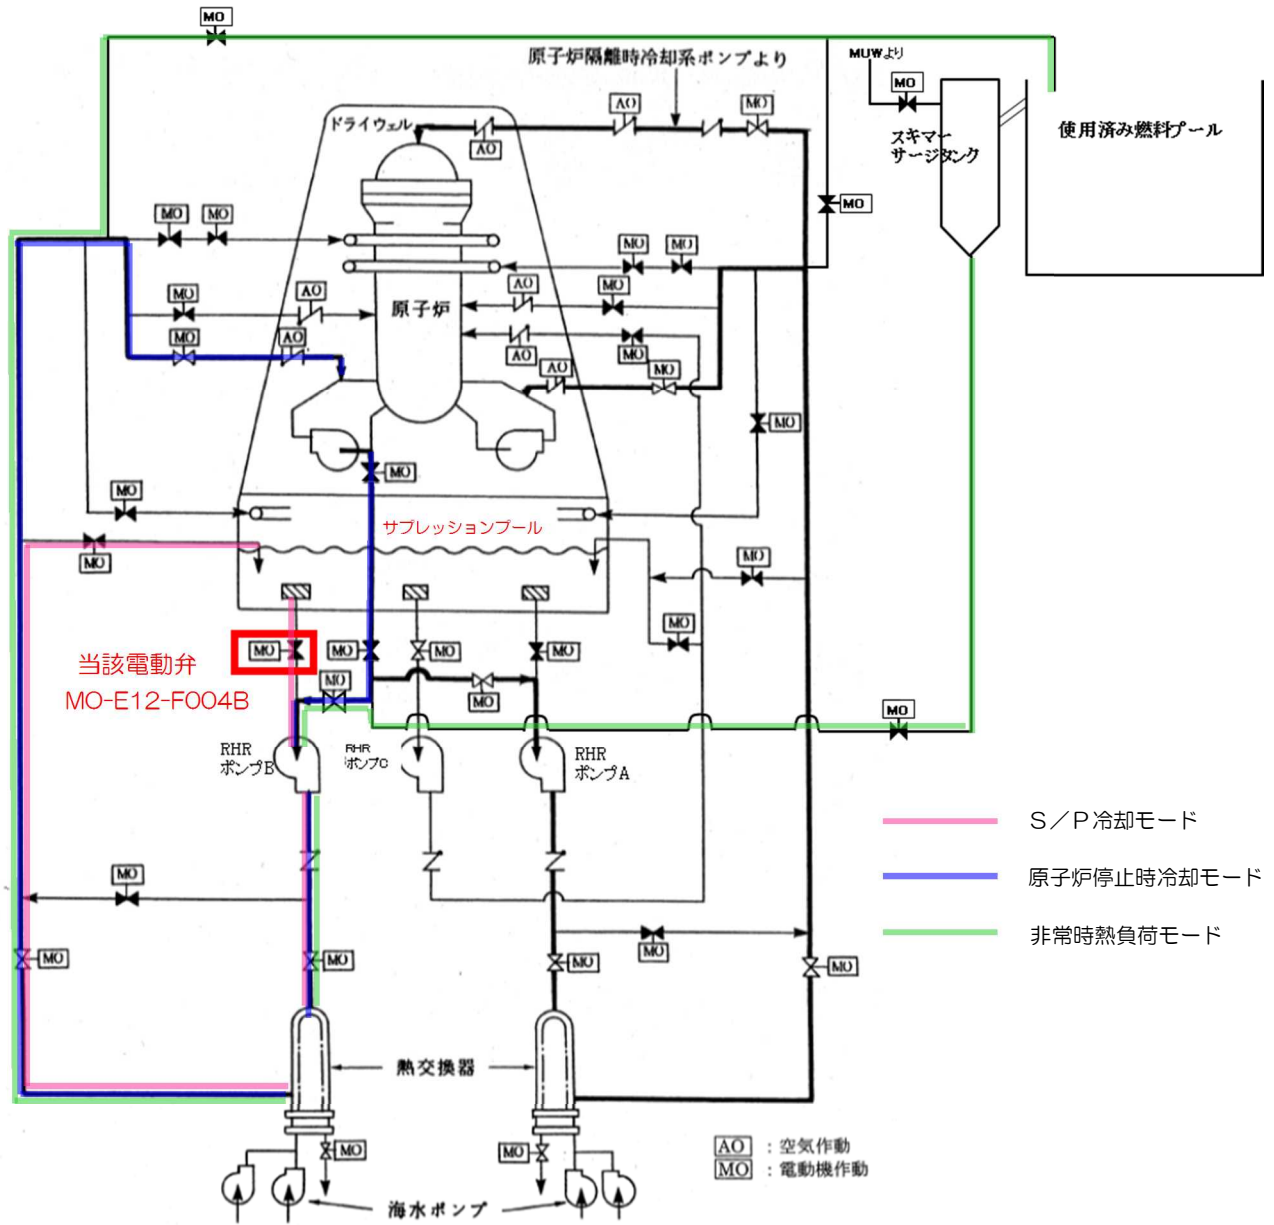 MO
原子炉隔離時冷却系ポンプより
MUWより
MO
AO
MO
ドライウェル
AO
スキマー
サージタンク
使用済み燃料プール
MO
MO
MO
MO
MO
MO
AO
AO
MO
原子炉
MO
AO
AO
MO
AO
MO
MO
MO
MO
MO
サプレッションプール
MO
MO
MO
MO
MO
MO
MO
当該電動弁
MO-E12-F004B
MO
MO
MO
RHR
ポンプB
RHR
ポンプC
RHR
ポンプA
S/P冷却モード
MO
原子炉停止時冷却モード
非常時熱負荷モード
MO
MO
MO
MO
MO
熱交換器
MO
MO
AO : 空気作動
MO : 電動機作動
海水ポンプ